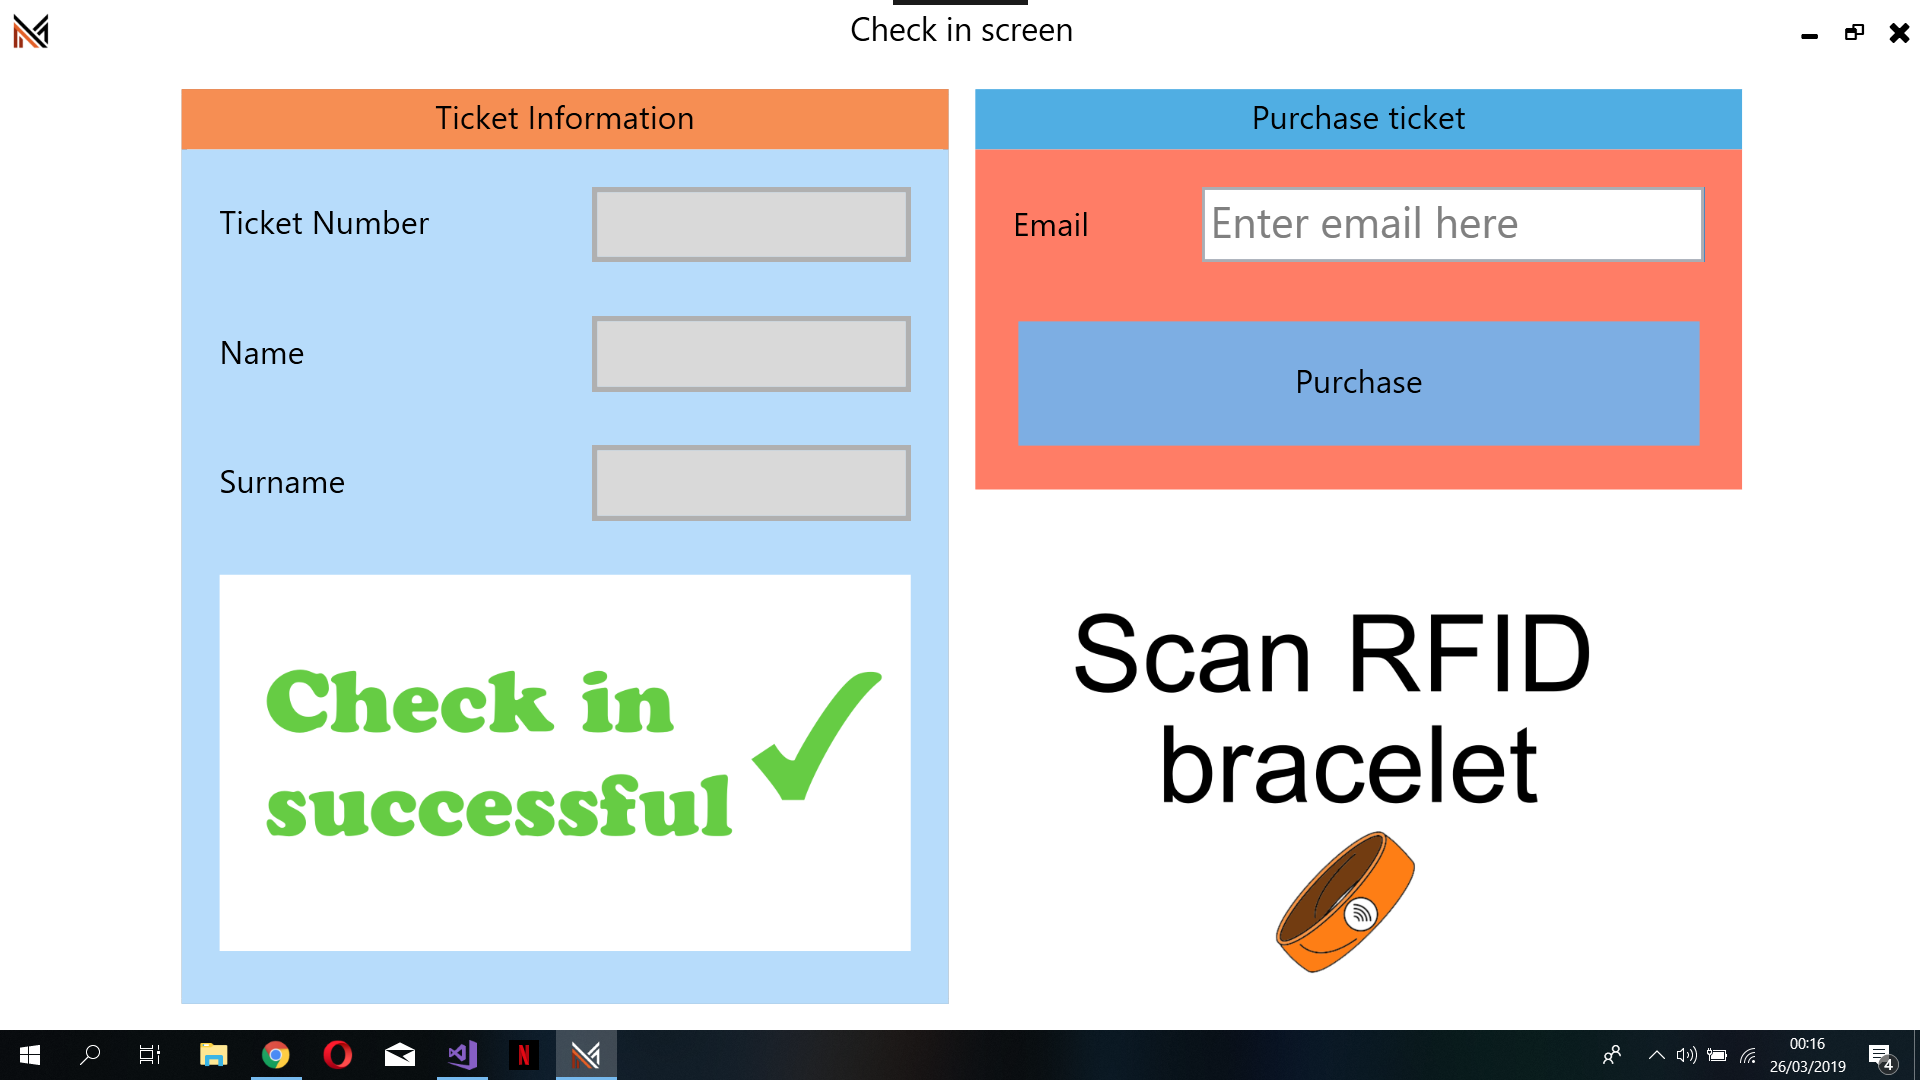 Check in screen
Ticket Information
Ticket Number
Name
Surname
Check in
successful
Purchase ticket
Email
Enter email here
Purchase
Scan RFID
bracelet
N
00:16
26/03/2019
4